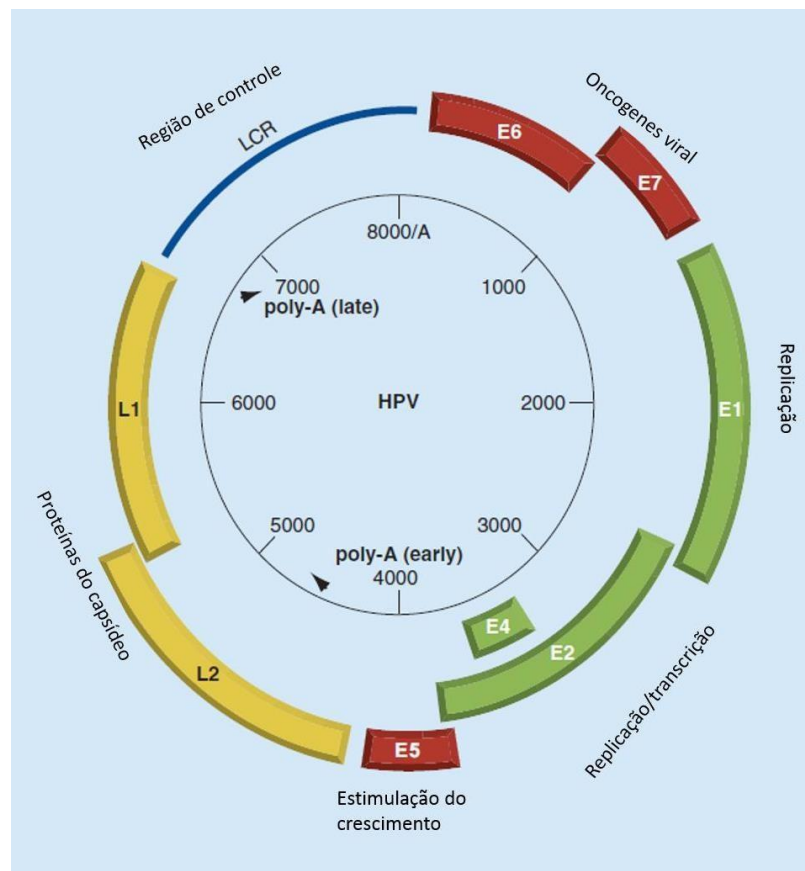 Região de controle
LCR
E6
Oncogenes viral
E7
8000/A
7000
1000
poly-A (late)
L1
6000
HPV
2000
E1
Replicação
5000
3000
poly-A (early)
4000
Proteínas do capsídeo
E4
E2
L2
Replicação/transcrição
E5
Estimulação do
crescimento